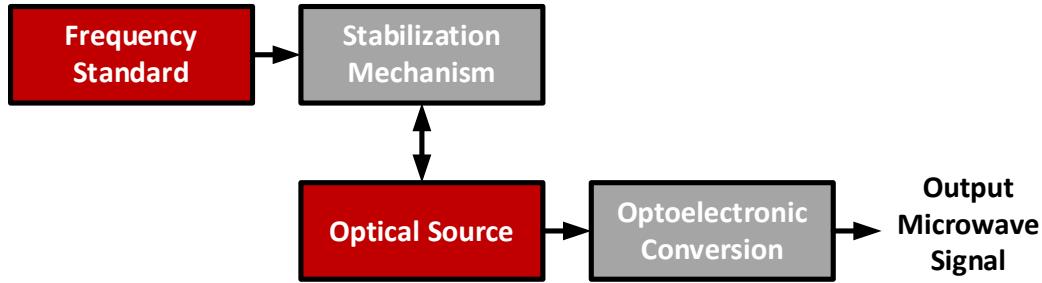 Frequency
Standard
Stabilization
Mechanism
Optical Source
Optoelectronic
Conversion
Output
Microwave
Signal